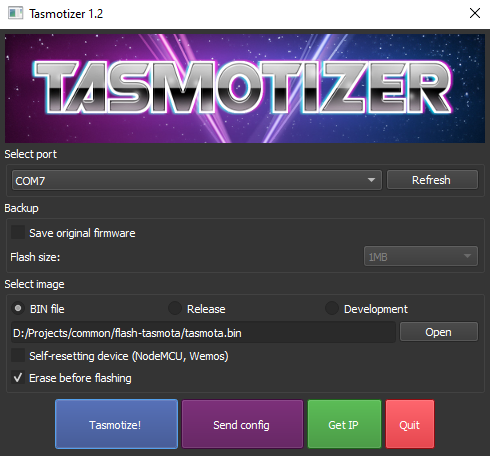 Tasmotizer 1.2
TASMOTIZER
Select port
COM7 Refresh
Backup
Save original firmware
Flash size: 1MB
Select image
BIN file Release Development
D:/Projects/common/flash-tasmota/tasmota.bin Open
Self-resetting device (NodeMCU, Wemos)
Erase before flashing
Tasmotize! Send config Get IP Quit